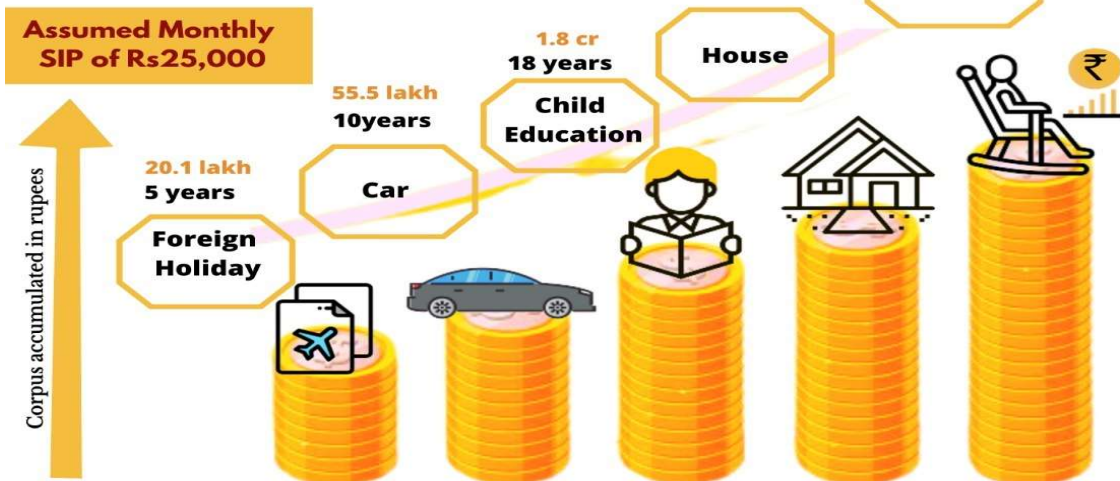 Assumed Monthly
SIP of Rs25,000
Corpus accumulated in rupees
20.1 lakh
5 years
Foreign
Holiday
55.5 lakh
10years
Car
1.8 cr
18 years
Child
Education
House
₹